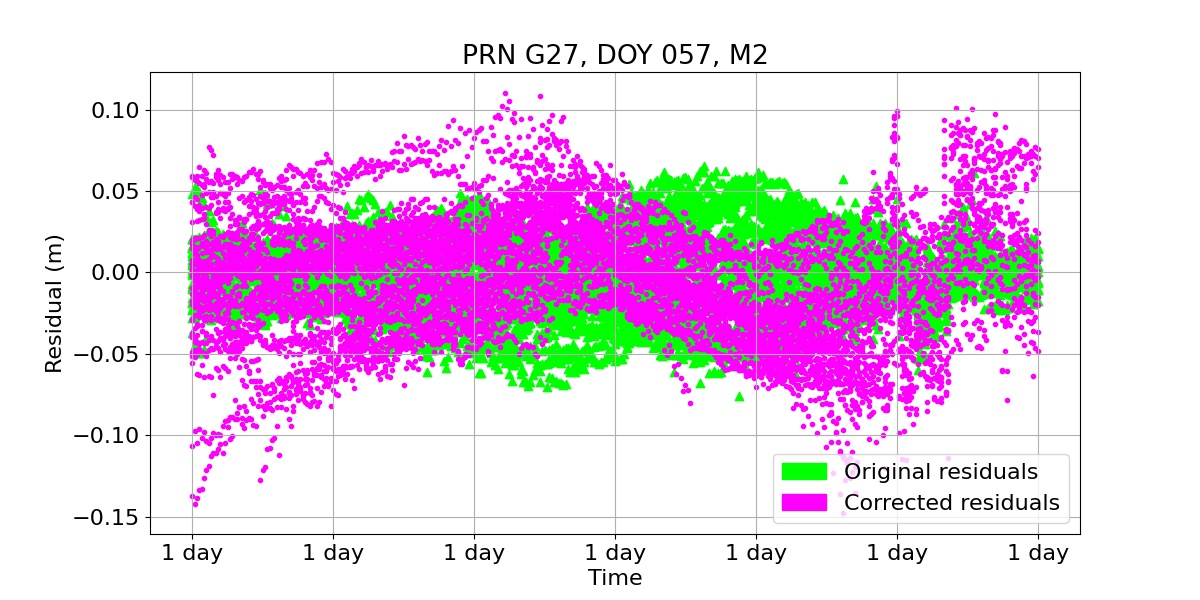 PRN G27, DOY 057, M2
Residual (m)
0.10
0.05
0.00
−0.05
−0.10
−0.15
Original residuals
Corrected residuals
1 day 1 day 1 day 1 day 1 day 1 day 1 day
Time